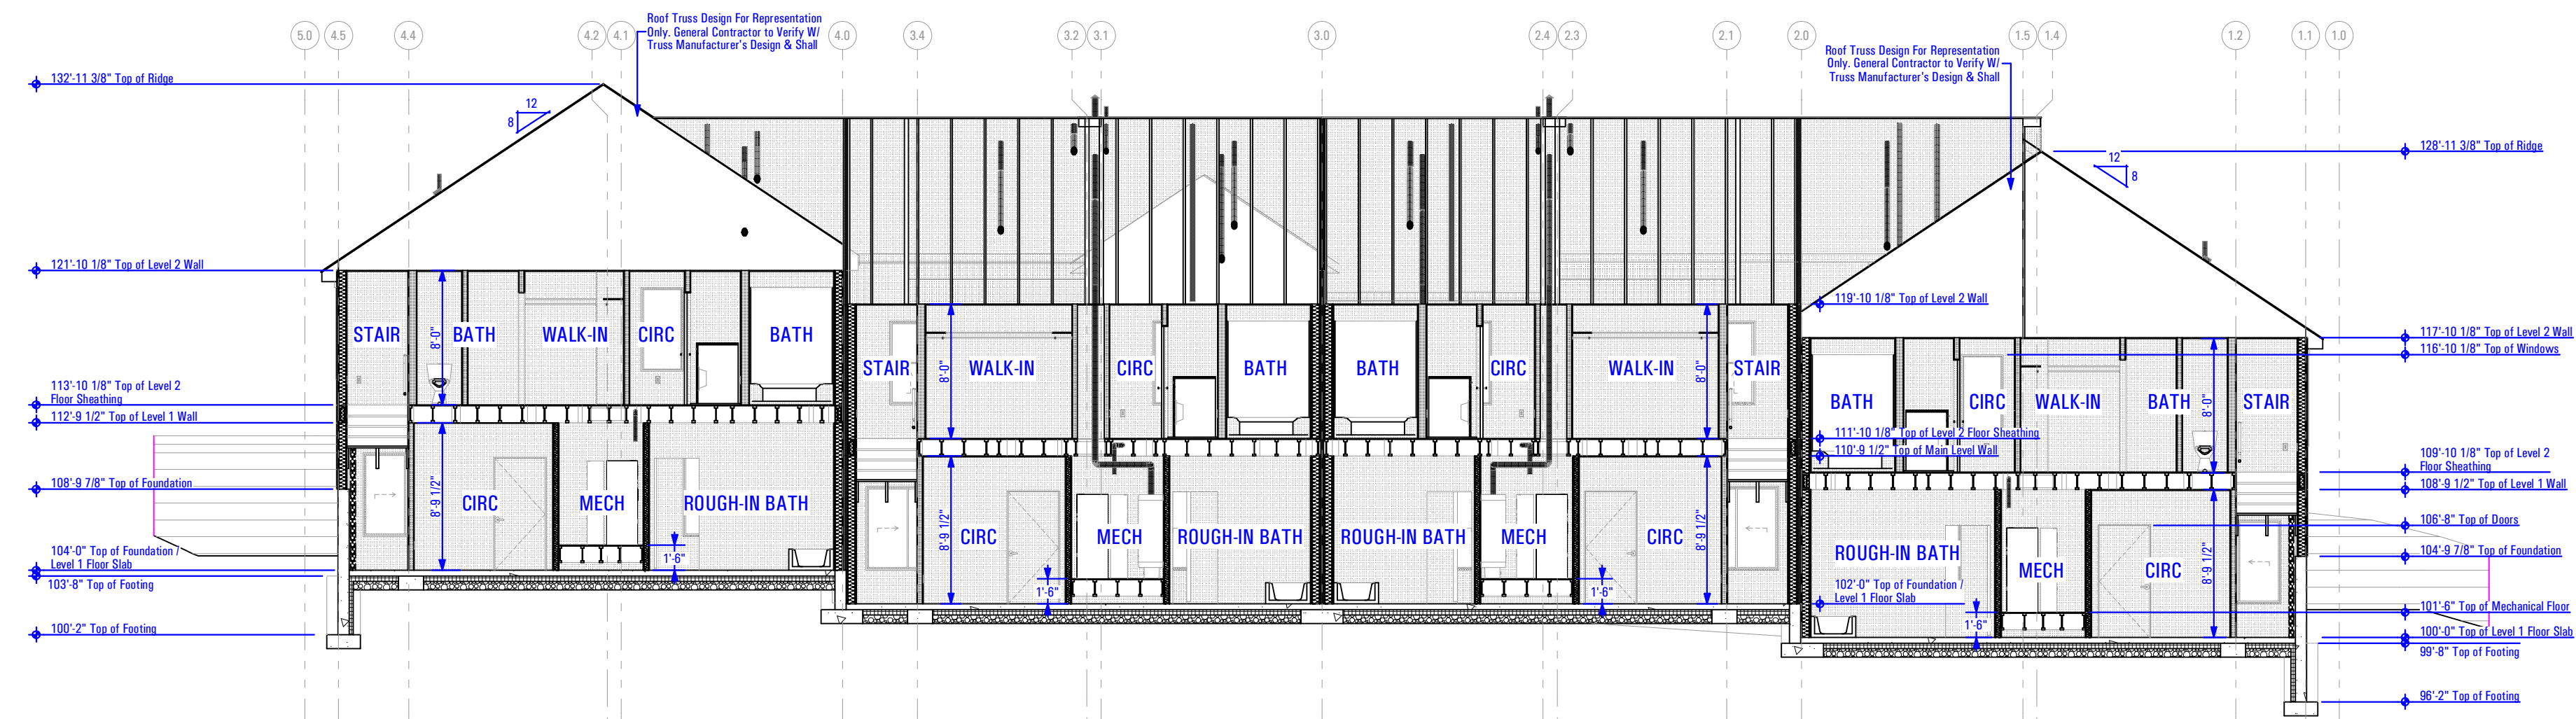 5.0
4.5
4.4
4.2
4.1
Roof Truss Design For Representation
Only. General Contractor to Verify W/
Truss Manufacturer's Design & Shall
4.0
3.4
3.2
3.1
3.0
2.4
2.3
2.1
2.0
Roof Truss Design For Representation
Only. General Contractor to Verify W/
Truss Manufacturer's Design & Shall
1.5
1.4
1.2
1.1
1.0
132'-11 3/8" Top of Ridge
12
8
128'-11 3/8" Top of Ridge
12
8
121'-10 1/8" Top of Level 2 Wall
119'-10 1/8" Top of Level 2 Wall
117'-10 1/8" Top of Level 2 Wall
116'-10 1/8" Top of Windows
STAIR
8'-0"
BATH
WALK-IN
CIRC
BATH
STAIR
8'-0"
WALK-IN
CIRC
BATH
BATH
CIRC
WALK-IN
8'-0"
STAIR
BATH
CIRC
WALK-IN
BATH
8'-0"
STAIR
113'-10 1/8" Top of Level 2
Floor Sheathing
112'-9 1/2" Top of Level 1 Wall
111'-10 1/8" Top of Level 2 Floor Sheathing
110'-9 1/2" Top of Main Level Wall
109'-10 1/8" Top of Level 2
Floor Sheathing
108'-9 1/2" Top of Level 1 Wall
108'-9 7/8" Top of Foundation
8'-9 1/2"
CIRC
MECH
ROUGH-IN BATH
8'-9 1/2"
CIRC
MECH
ROUGH-IN BATH
ROUGH-IN BATH
MECH
CIRC
8'-9 1/2"
ROUGH-IN BATH
MECH
CIRC
8'-9 1/2"
106'-8" Top of Doors
104'-9 7/8" Top of Foundation
104'-0" Top of Foundation /
Level 1 Floor Slab
103'-8" Top of Footing
1'-6"
1'-6"
1'-6"
102'-0" Top of Foundation /
Level 1 Floor Slab
1'-6"
101'-6" Top of Mechanical Floor
100'-2" Top of Footing
100'-0" Top of Level 1 Floor Slab
99'-8" Top of Footing
96'-2" Top of Footing